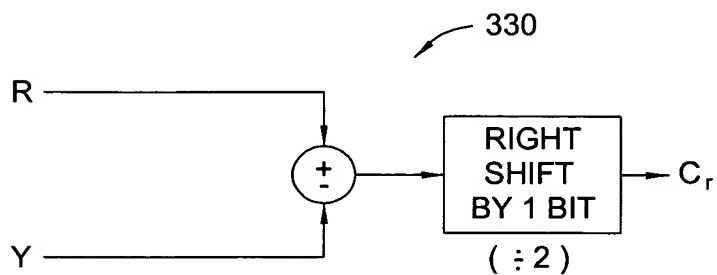 330
R
+
-
RIGHT
SHIFT
BY 1 BIT
Cr
Y
( ÷2 )